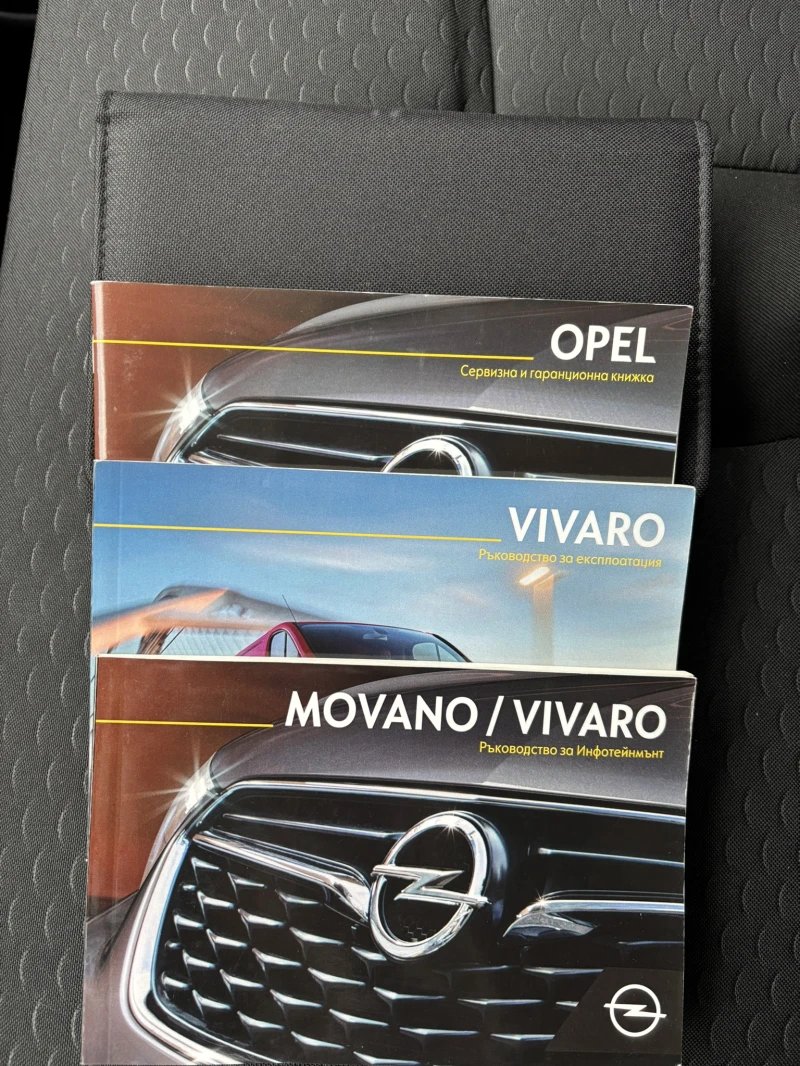 OPEL
Сервизна и гаранционна книжка
VIVARO
Ръководство за експлоатация
MOVANO / VIVARO
Ръководство за Инфотейнмънт